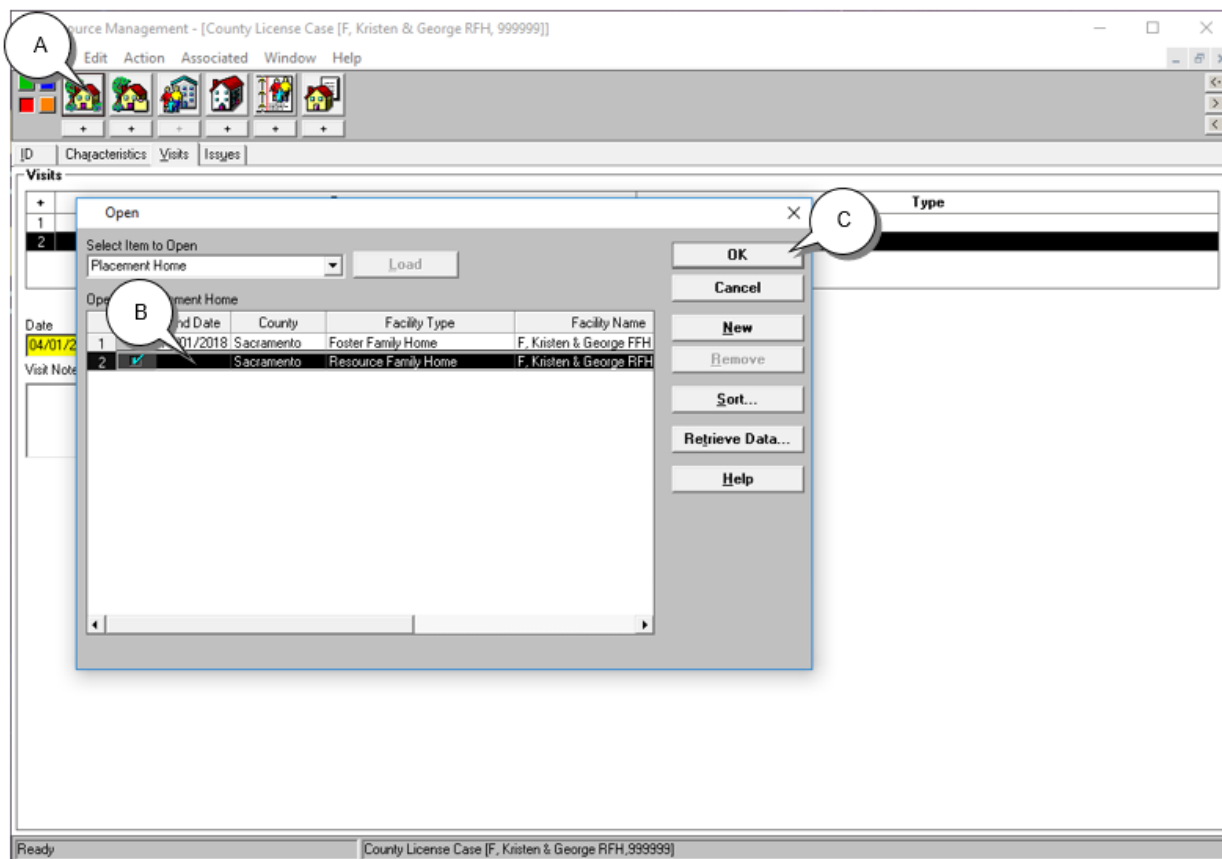 A
urce Management - [County License Case [F, Kristen & George RFH, 999999]]
Edit Action Associated Window Help
+ + + + + +
ID Characteristics Visits Issues
Visits
+ Type
1
2
Open
C
Select Item to Open
Placement Home Load
OK
Cancel
New
Remove
Sort...
Retrieve Data...
Help
Ope ment Home
B
nd Date County Facility Type Facility Name
1 /01/2018 Sacramento Foster Family Home F, Kristen & George FFH
2 Sacramento Resource Family Home F, Kristen & George RFH
Date
04/01/2
Visit Note
Ready County License Case [F, Kristen & George RFH,999999]